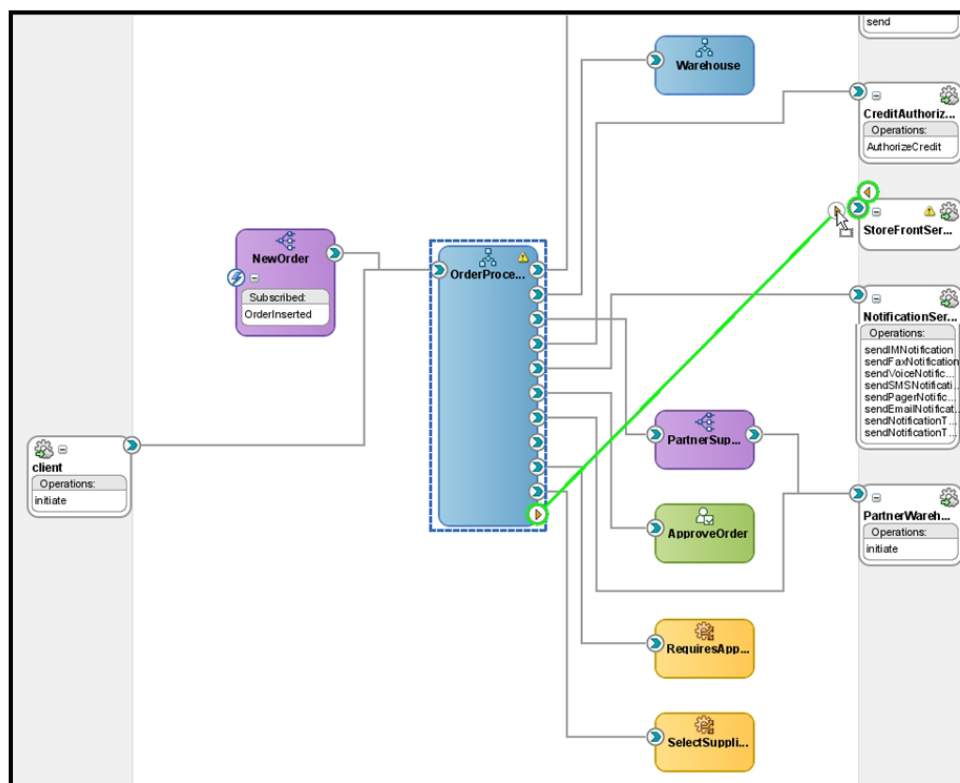 send
Warehouse
CreditAuthoriz...
Operations:
AuthorizeCredit
StoreFrontSer...
NewOrder
Subscribed:
OrderInserted
OrderProce...
NotificationSer...
Operations:
sendIMNotification
sendFaxNotification
sendVoiceNotific...
sendSMSNotificati...
sendPagerNotific...
sendEmailNotificat...
sendNotificationT...
sendNotificationT...
PartnerSup...
client
Operations:
initiate
PartnerWareh...
Operations:
initiate
ApproveOrder
RequiresApp...
SelectSuppli...